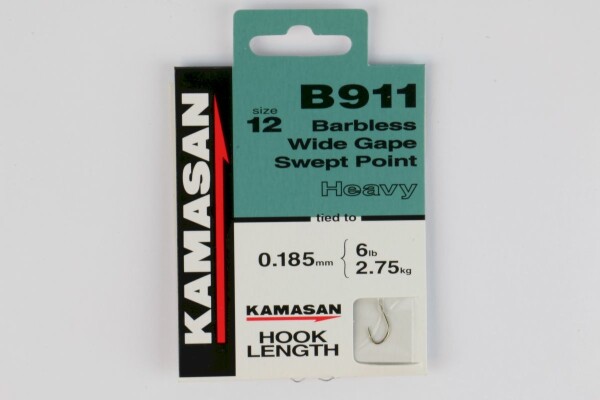 KAMASAN
B911
size
12
Barbless
Wide Gape
Swept Point
Heavy
tied to
0.185mm { 6lb
2.75kg
KAMASAN
HOOK
LENGTH